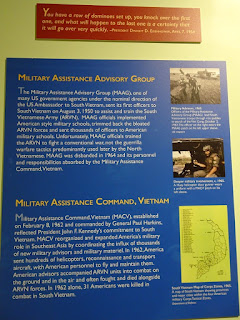 You have a row of dominoes set up, you knock over the first
one, and what will happen to the last one is a certainty that
it will go over very quickly. —President Dwight D. Eisenhower, April 7, 1954
Military Assistance Advisory Group
The Military Assistance Advisory Group (MAAG), one of
many US government agencies under the nominal direction of
the US Ambassador to South Vietnam, sent its first officers to
South Vietnam on August 3, 1950 to assist and train the South
Vietnamese Army (ARVN). MAAG officials implemented
American style military schools, trimmed back the bloated
ARVN forces and sent thousands of officers to American
military schools. Unfortunately, MAAG officials trained
the ARVN to fight a conventional war, not the guerrilla
warfare tactics predominately used later by the North
Vietnamese. MAAG was disbanded in 1964 and its personnel
and responsibilities absorbed by the Military Assistance
Command, Vietnam.
Military Assistance Command, Vietnam
Military Assistance Command, Vietnam (MACV), established
on February 8, 1962 and commanded by General Paul Harkins,
reflected President John F. Kennedy's commitment to South
Vietnam. MACV reorganised and expanded America's military
role in Southeast Asia by coordinating the influx of thousands
of new military advisors and military materiel. In 1962, America
sent hundreds of helicopters, reconnaissance and transport
aircraft, with American personnel to fly and maintain them.
American advisors accompanied ARVN units into combat on
the ground and in the air and often fought and died alongside
ARVN forces. In 1962 alone, 31 Americans were killed in
combat in South Vietnam.